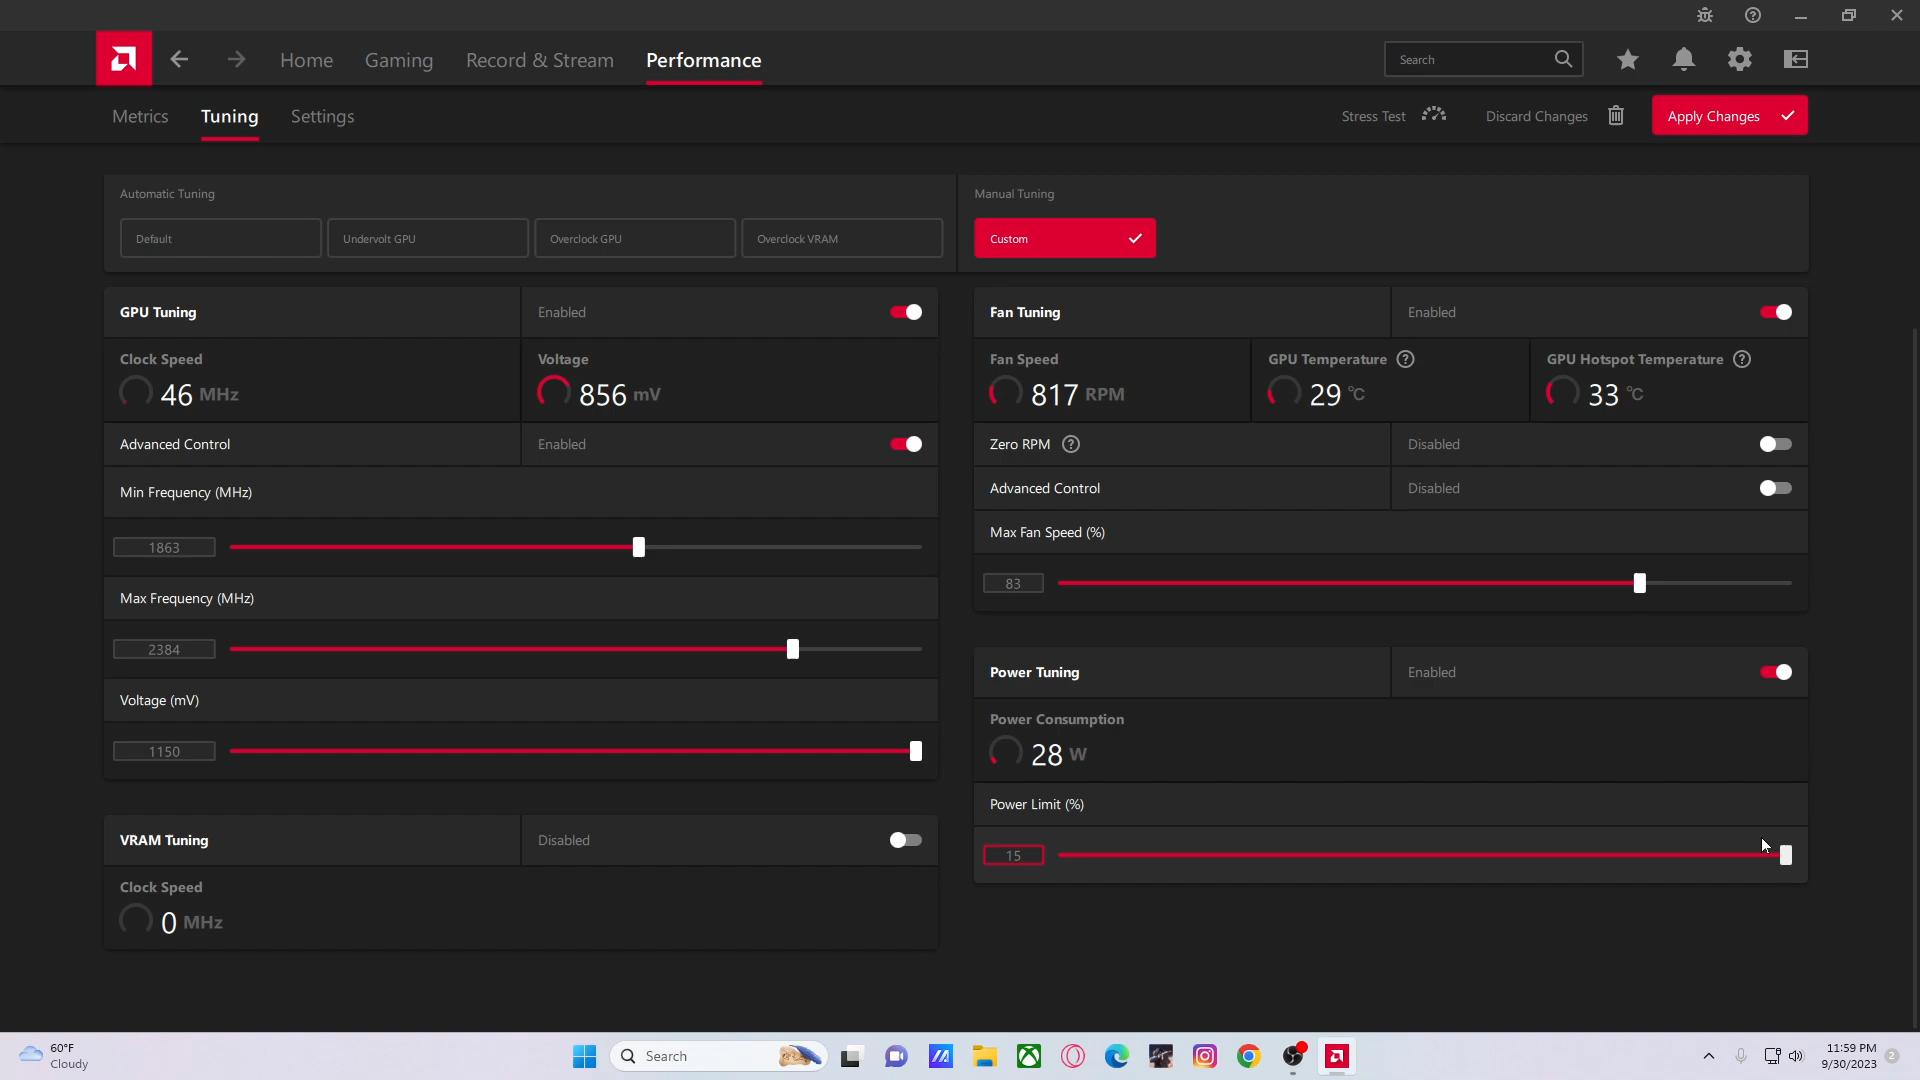 Home Gaming Record & Stream Performance Search
Metrics Tuning Settings Stress Test Discard Changes Apply Changes
Automatic Tuning
Default Undervolt GPU Overclock GPU Overclock VRAM
Manual Tuning
Custom
GPU Tuning Enabled
Clock Speed Voltage
46 MHz 856 mV
Advanced Control Enabled
Min Frequency (MHz)
1863
Max Frequency (MHz)
2384
Voltage (mV)
1150
VRAM Tuning Disabled
Clock Speed
0 MHz
Fan Tuning Enabled
Fan Speed GPU Temperature ? GPU Hotspot Temperature ?
817 RPM 29 °C 33 °C
Zero RPM ? Disabled
Advanced Control Disabled
Max Fan Speed (%)
83
Power Tuning Enabled
Power Consumption
28 W
Power Limit (%)
15
60°F
Cloudy
Search
11:59 PM
9/30/2023
2